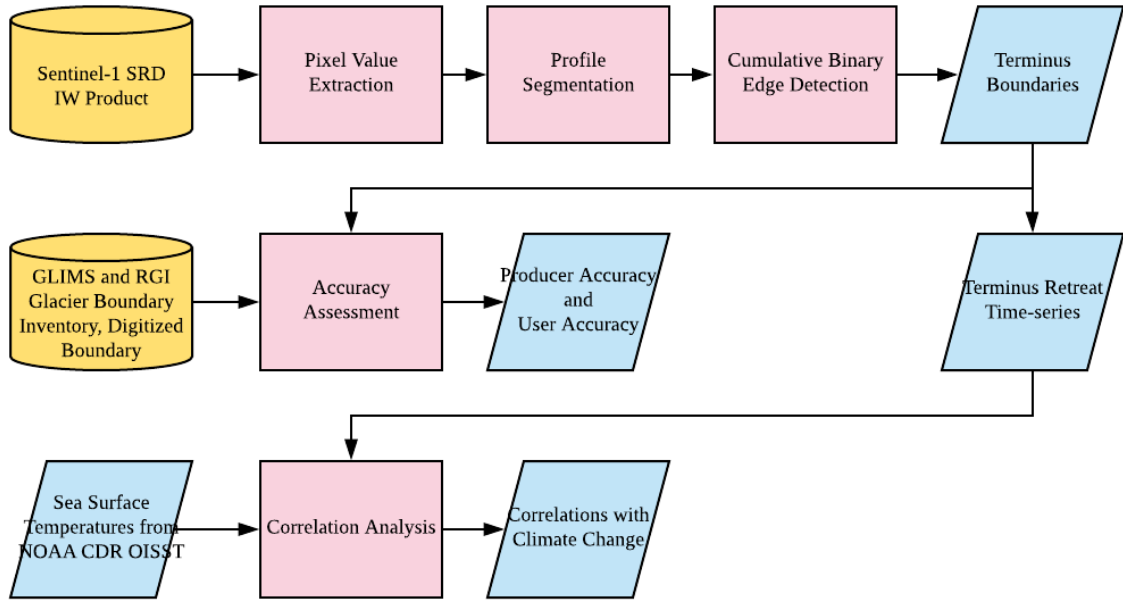 Sentinel-1 SRD
IW Product
Pixel Value
Extraction
Profile
Segmentation
Cumulative Binary
Edge Detection
Terminus
Boundaries
GLIMS and RGI
Glacier Boundary
Inventory, Digitized
Boundary
Accuracy
Assessment
Producer Accuracy
and
User Accuracy
Terminus Retreat
Time-series
Sea Surface
Temperatures from
NOAA CDR OISST
Correlation Analysis
Correlations with
Climate Change